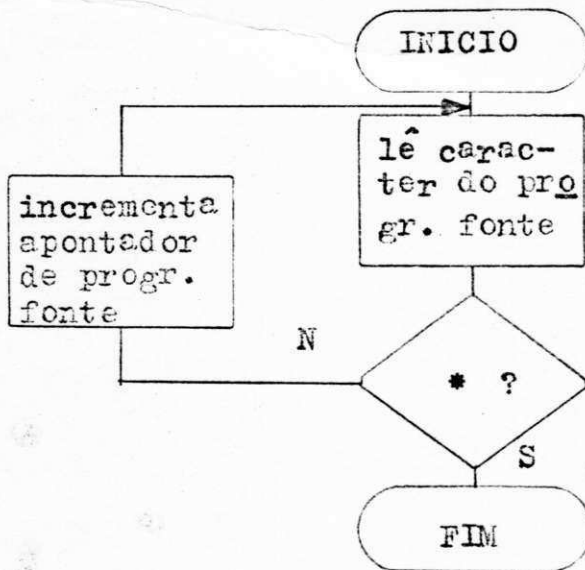 INICIO
lê carac-
ter do pro
gr. fonte
incrementa
apontador
de progr.
fonte
N
* ?
S
FIM